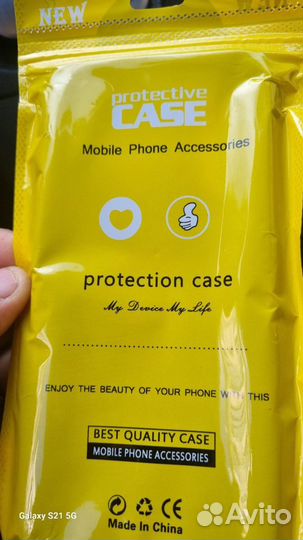 NEW
protective
CASE
Mobile Phone Accessories
protection case
My Device My Life
ENJOY THE BEAUTY OF YOUR PHONE WITH THIS
BEST QUALITY CASE
MOBILE PHONE ACCESSORIES
CE
Made In China
Galaxy S21 5G
Avito